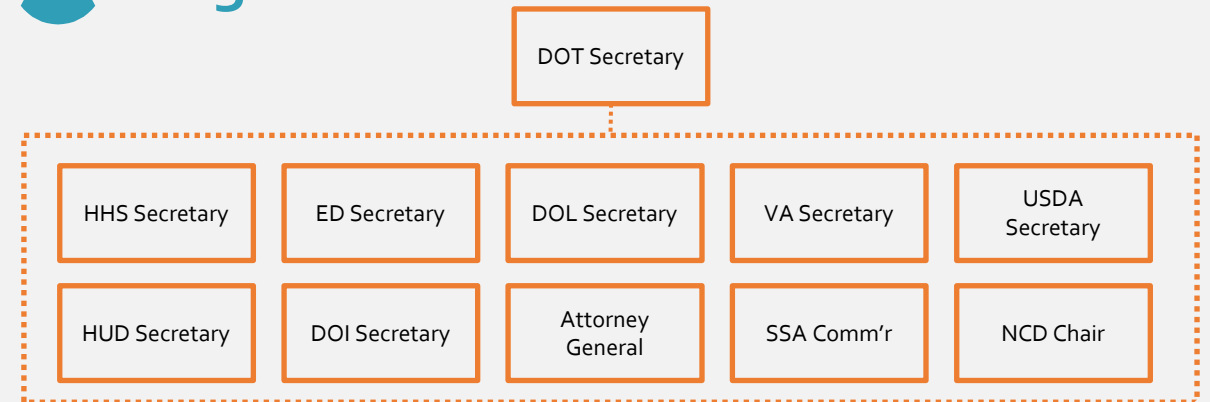 DOT Secretary
HHS Secretary
ED Secretary
DOL Secretary
VA Secretary
USDA
Secretary
HUD Secretary
DOI Secretary
Attorney
General
SSA Comm'r
NCD Chair